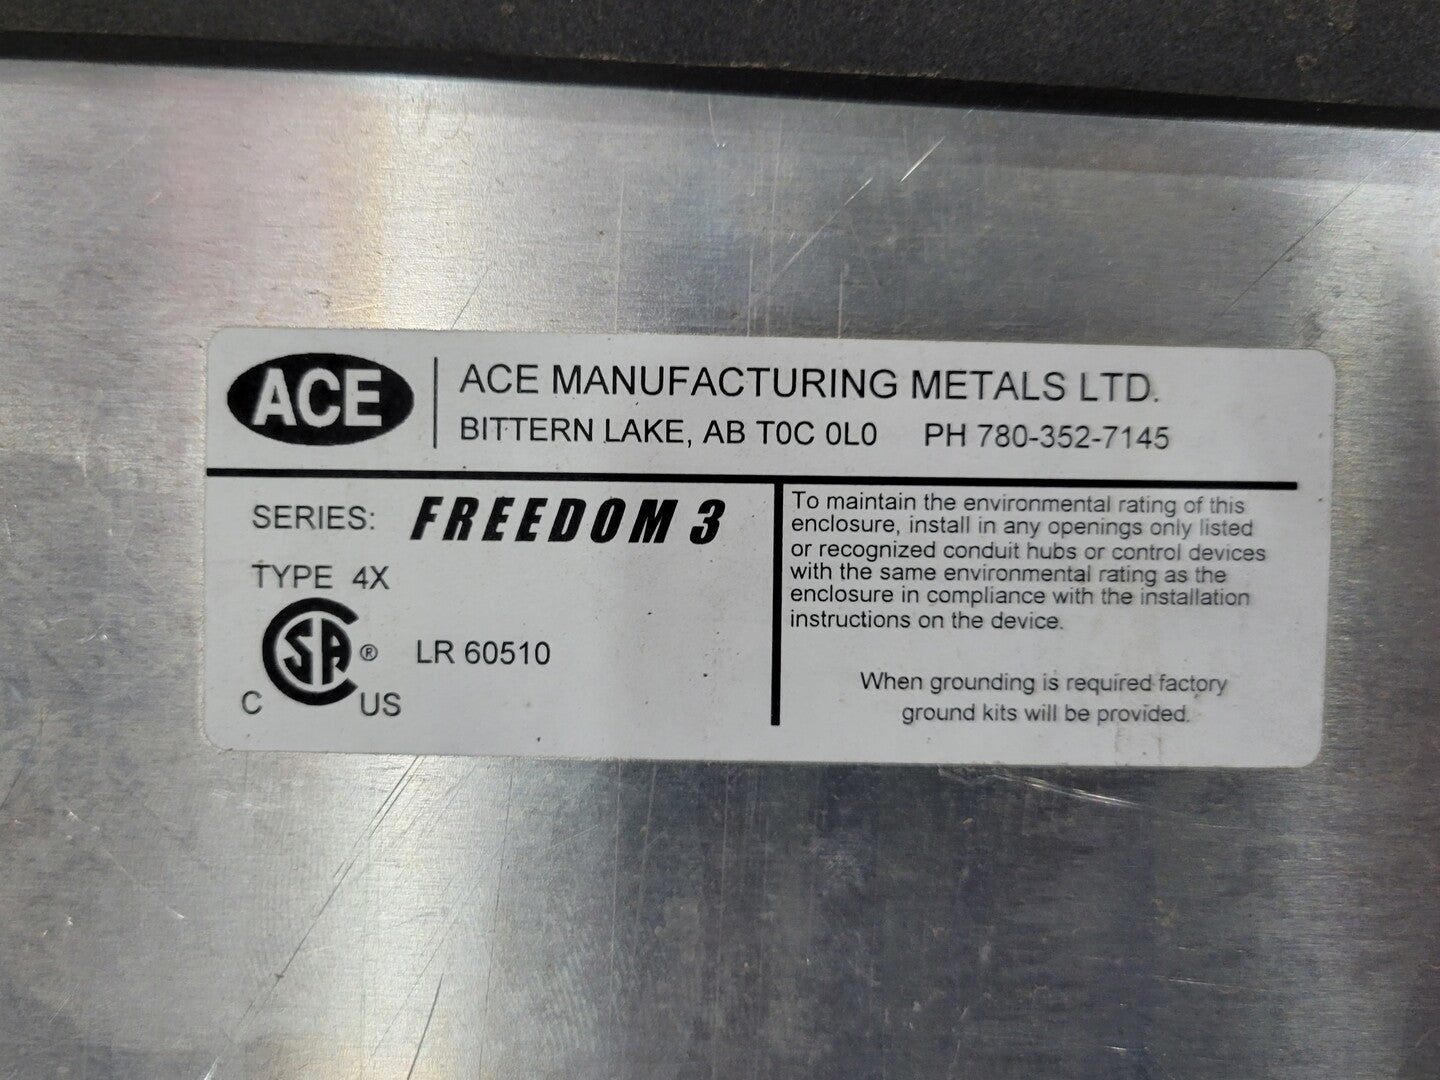 ACE
ACE MANUFACTURING METALS LTD.
BITTERN LAKE, AB T0C 0L0 PH 780-352-7145
SERIES: FREEDOM 3
TYPE 4X
CSA ® LR 60510
C US
To maintain the environmental rating of this
enclosure, install in any openings only listed
or recognized conduit hubs or control devices
with the same environmental rating as the
enclosure in compliance with the installation
instructions on the device.
When grounding is required factory
ground kits will be provided.